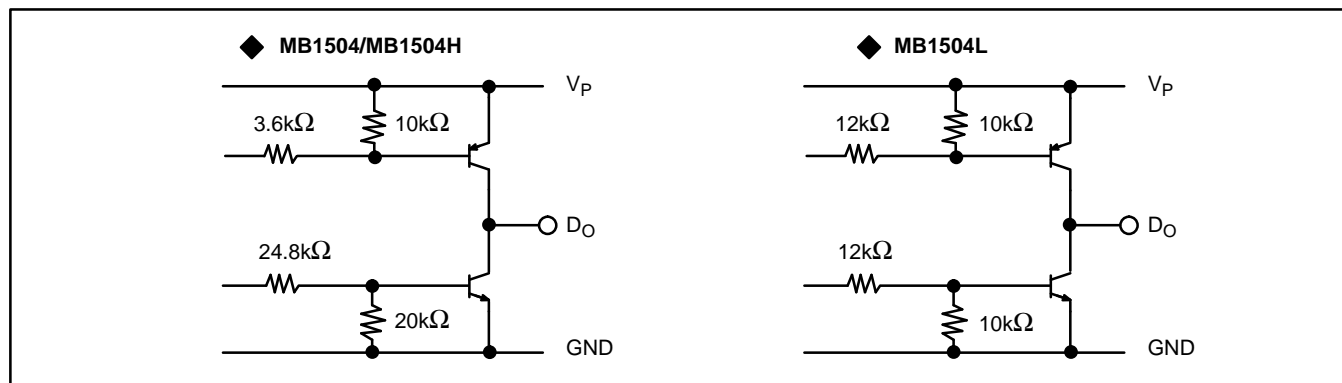 ◆ MB1504/MB1504H
V_P
3.6kΩ
10kΩ
D_O
24.8kΩ
20kΩ
GND
◆ MB1504L
V_P
12kΩ
10kΩ
D_O
12kΩ
10kΩ
GND